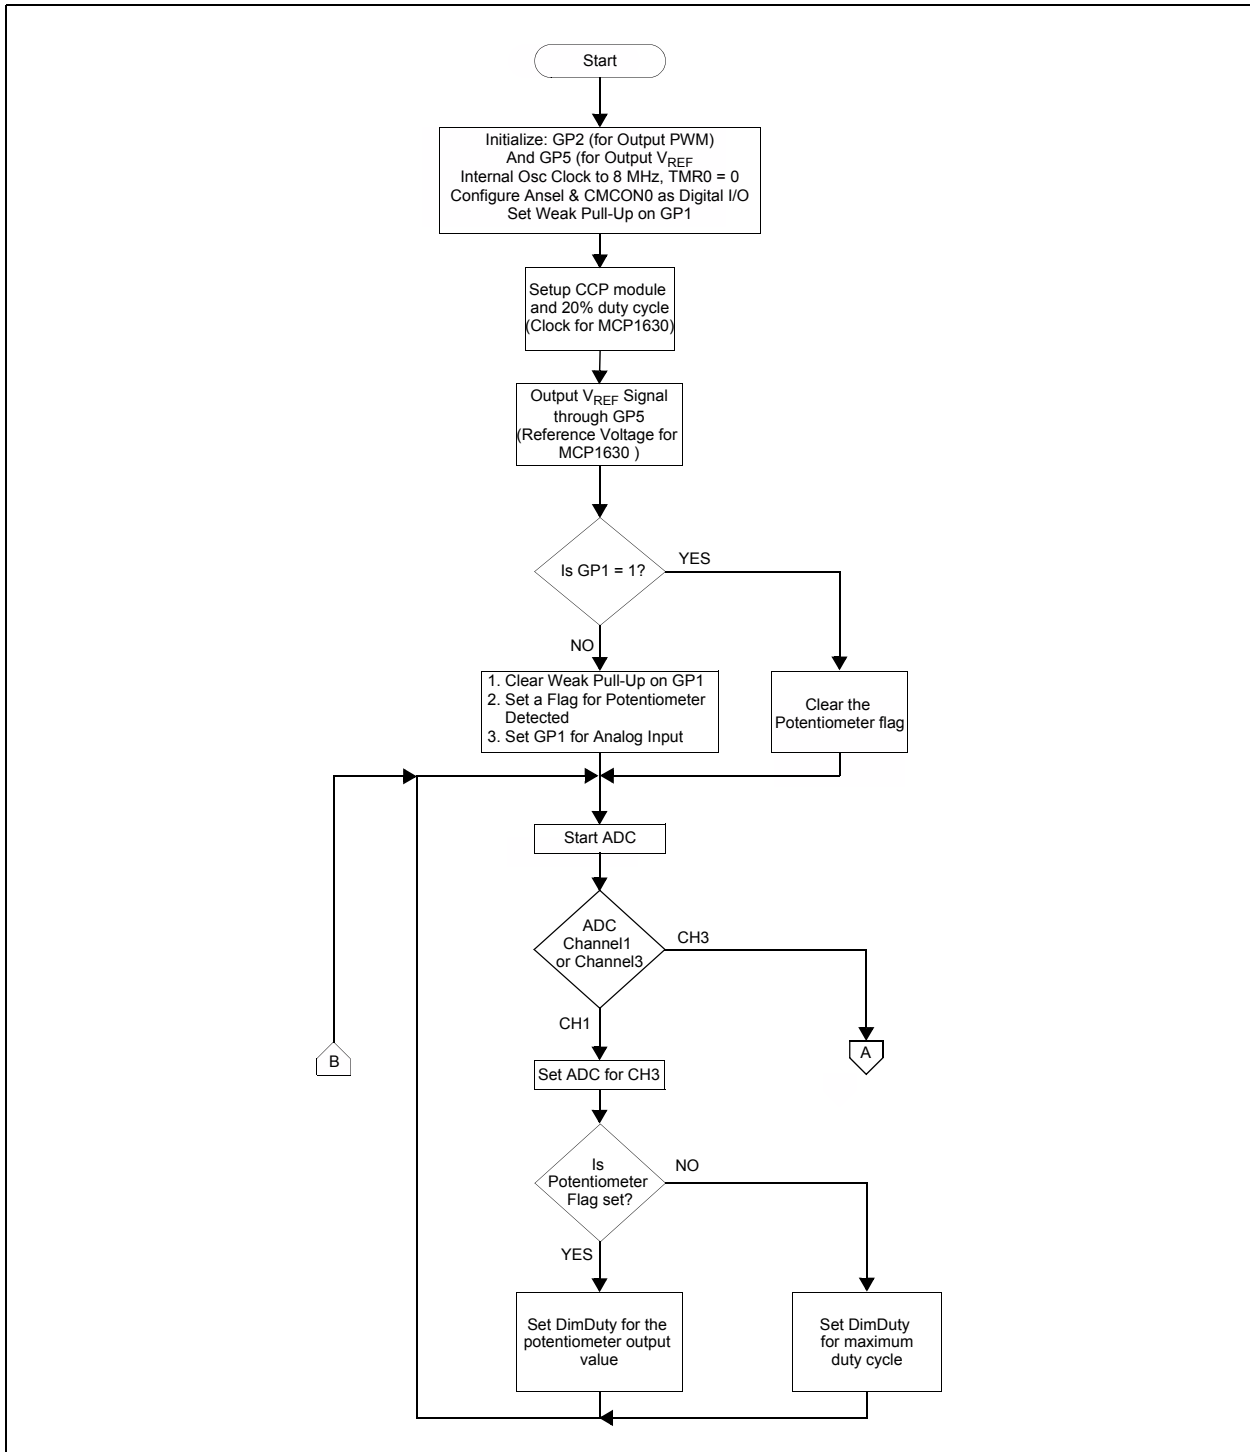 Start
Initialize: GP2 (for Output PWM)
And GP5 (for Output VREF
Internal Osc Clock to 8 MHz, TMR0 = 0
Configure Ansel & CMCON0 as Digital I/O
Set Weak Pull-Up on GP1
Setup CCP module
and 20% duty cycle
(Clock for MCP1630)
Output VREF Signal
through GP5
(Reference Voltage for
MCP1630 )
Is GP1 = 1?
YES
NO
1. Clear Weak Pull-Up on GP1
2. Set a Flag for Potentiometer
Detected
3. Set GP1 for Analog Input
Clear the
Potentiometer flag
Start ADC
ADC
Channel1
or Channel3
CH3
CH1
B
A
Set ADC for CH3
Is
Potentiometer
Flag set?
NO
YES
Set DimDuty for the
potentiometer output
value
Set DimDuty
for maximum
duty cycle